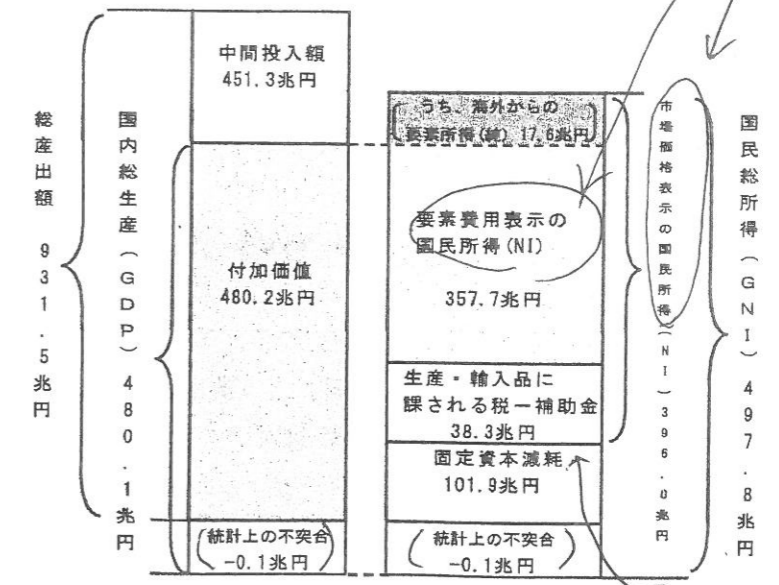 総産出額 931.5兆円
国内総生産（GDP）480.1兆円
中間投入額
451.3兆円
付加価値
480.2兆円
（統計上の不突合
-0.1兆円）
（うち、海外からの
要素所得（純） 17.6兆円）
要素費用表示の
国民所得(NI)
357.7兆円
生産・輸入品に
課される税－補助金
38.3兆円
固定資本減耗
101.9兆円
（統計上の不突合
-0.1兆円）
市場価格表示の国民所得（NI）396.0兆円
国民総所得（GNI）497.8兆円